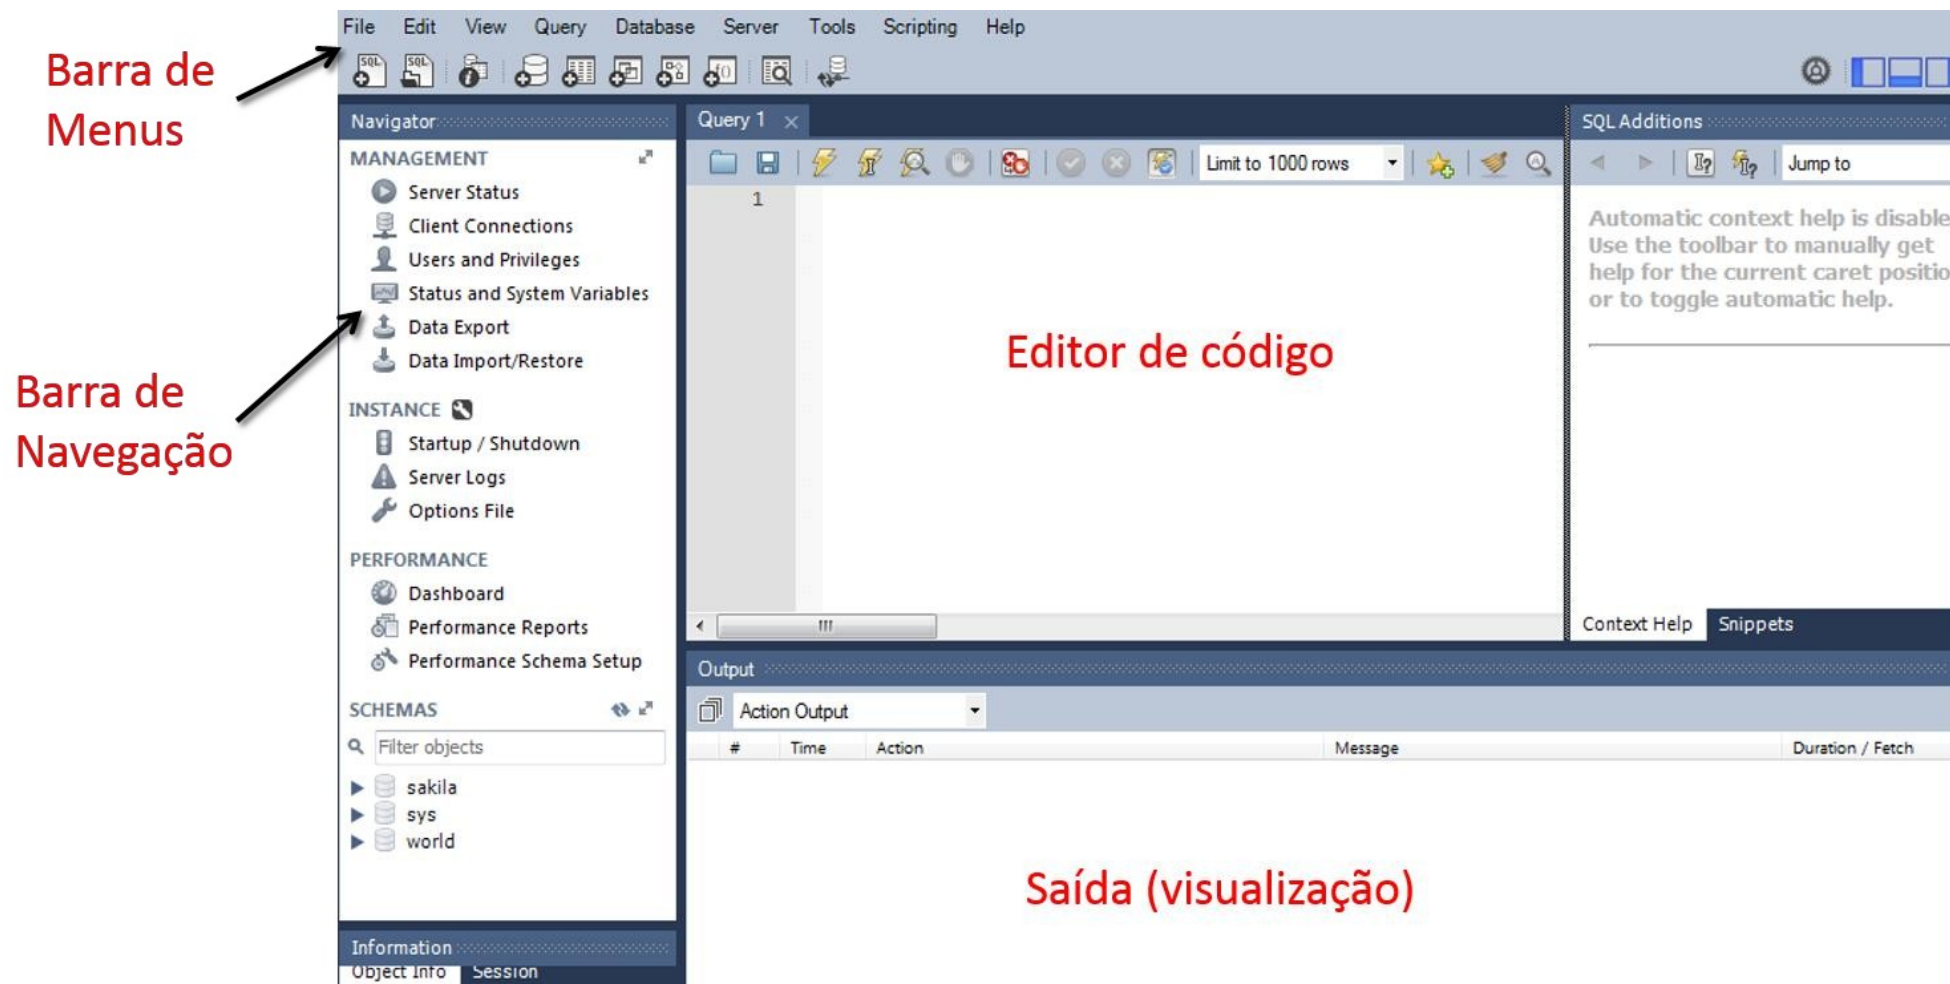 File Edit View Query Database Server Tools Scripting Help
Barra de
Menus
Navigator
MANAGEMENT
Server Status
Client Connections
Users and Privileges
Status and System Variables
Data Export
Data Import/Restore
Barra de
Navegação
INSTANCE
Startup / Shutdown
Server Logs
Options File
PERFORMANCE
Dashboard
Performance Reports
Performance Schema Setup
SCHEMAS
Filter objects
sakila
sys
world
Information
Object Info Session
Query 1
Limit to 1000 rows
1
Editor de código
SQL Additions
Jump to
Automatic context help is disable
Use the toolbar to manually get
help for the current caret positio
or to toggle automatic help.
Context Help Snippets
Output
Action Output
# Time Action Message Duration / Fetch
Saída (visualização)